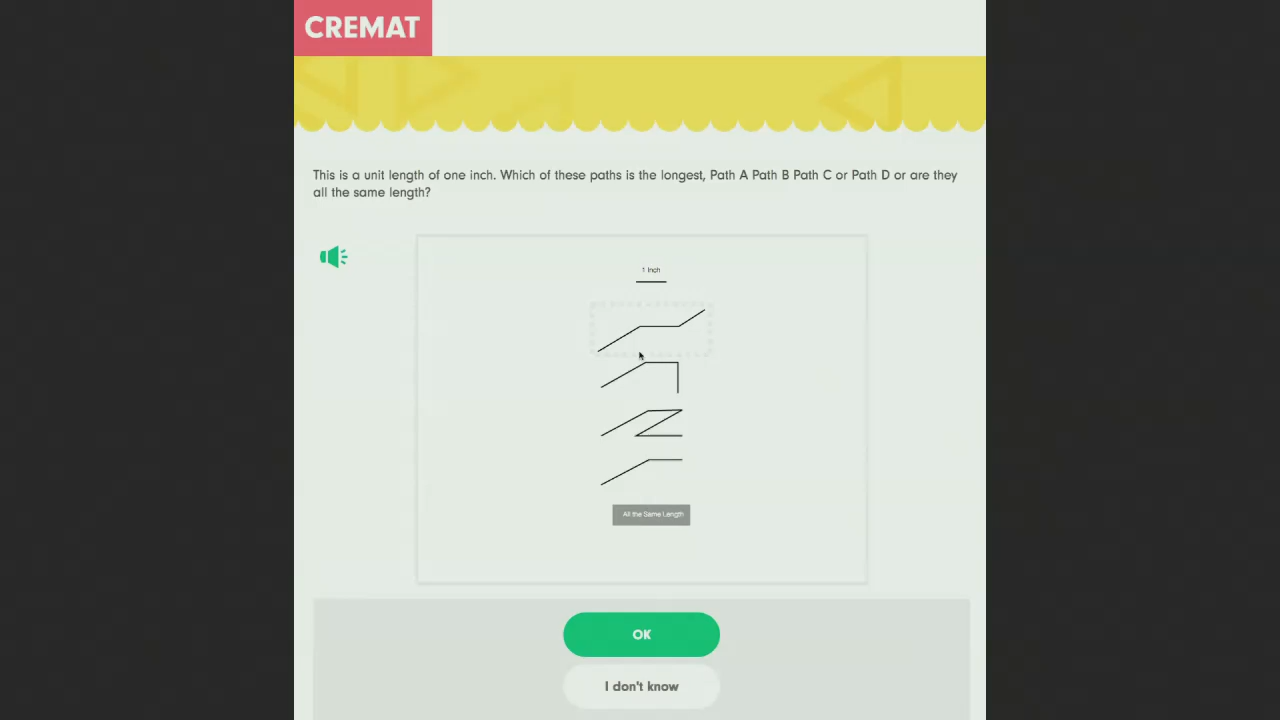 CREMAT
This is a unit length of one inch. Which of these paths is the longest, Path A Path B Path C or Path D or are they
all the same length?
1 Inch
All the Same Length
OK
I don't know